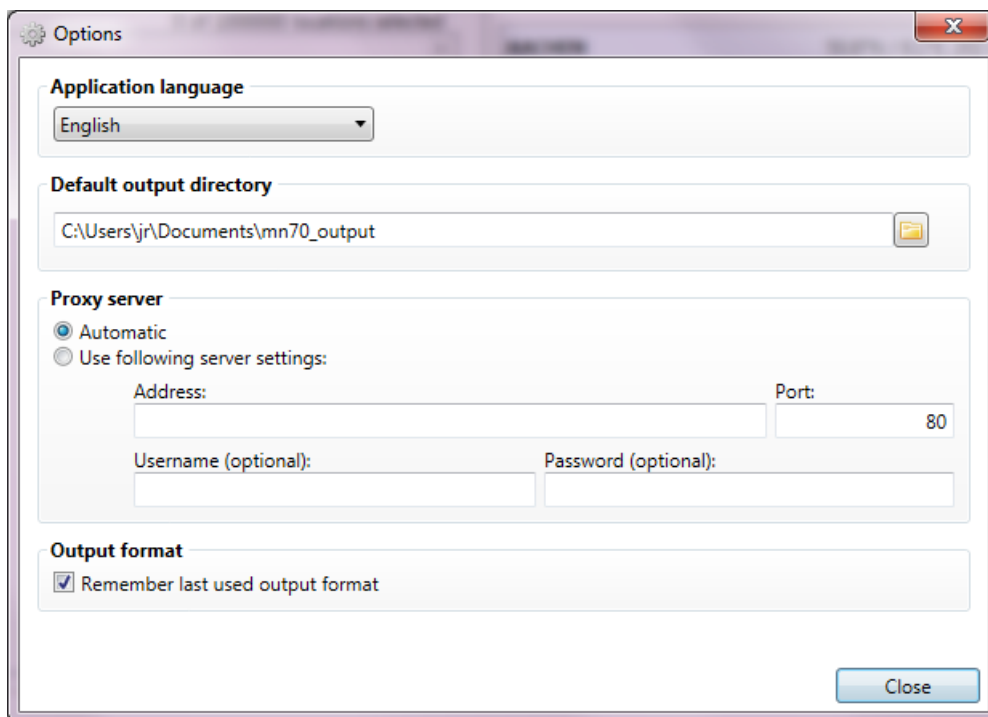 Options
Application language
English
Default output directory
C:\Users\jr\Documents\mn70_output
Proxy server
Automatic
Use following server settings:
Address: Port:
80
Username (optional): Password (optional):
Output format
Remember last used output format
Close